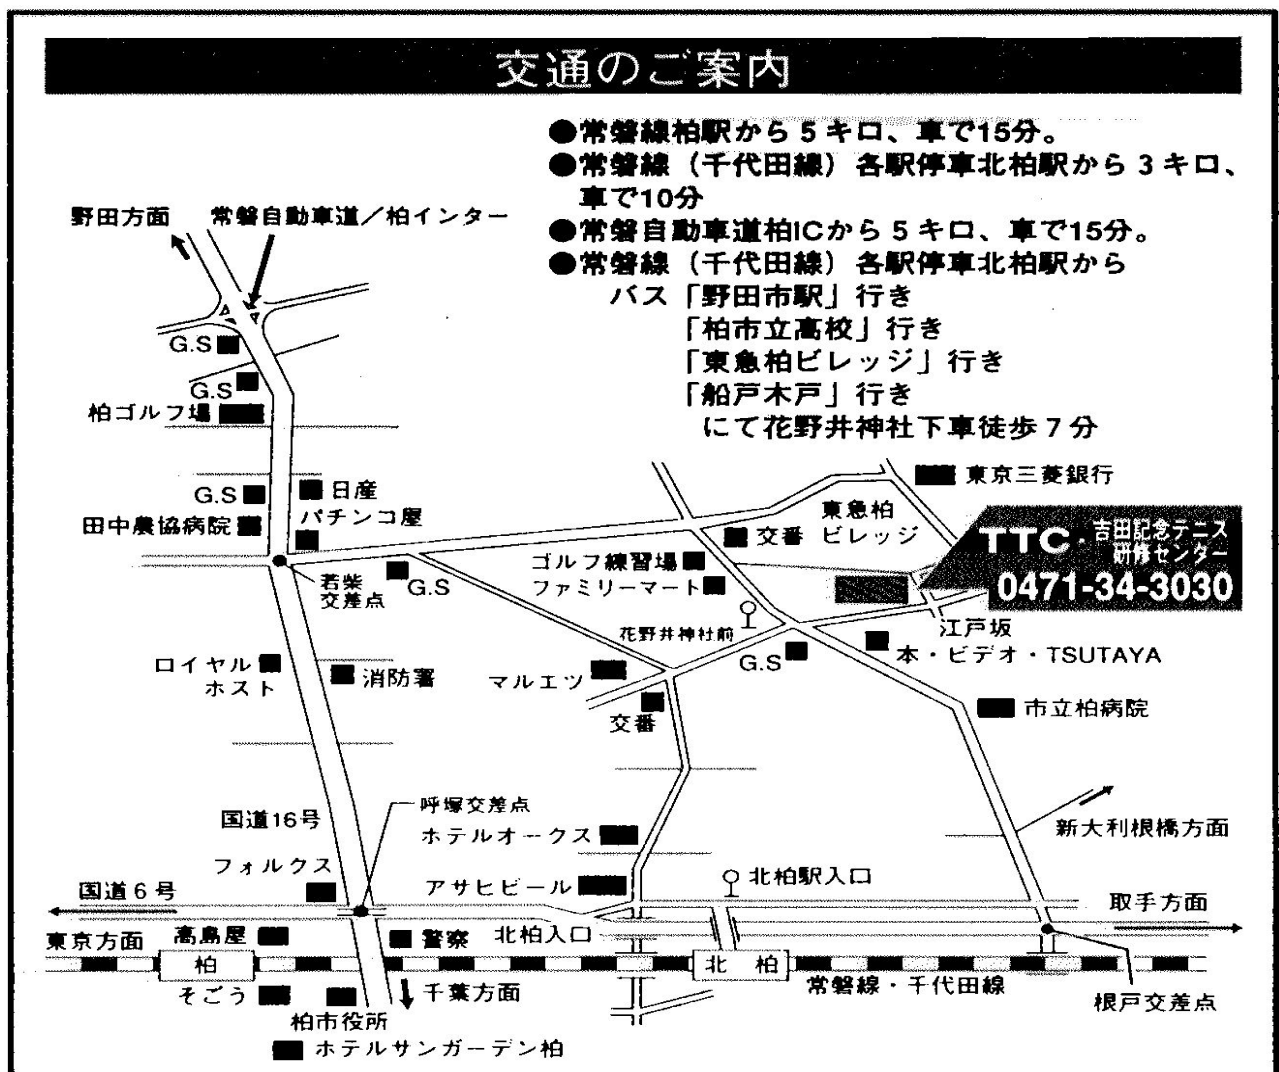 交通のご案内
●常磐線柏駅から5キロ、車で15分。
●常磐線（千代田線）各駅停車北柏駅から3キロ、
車で10分
●常磐自動車道柏ICから5キロ、車で15分。
●常磐線（千代田線）各駅停車北柏駅から
バス「野田市駅」行き
「柏市立高校」行き
「東急柏ビレッジ」行き
「船戸木戸」行き
にて花野井神社下車徒歩7分
野田方面
常磐自動車道／柏インター
G.S
G.S
柏ゴルフ場
G.S
日産
田中農協病院
パチンコ屋
若柴
交差点
G.S
東京三菱銀行
東急柏
ビレッジ
交番
ゴルフ練習場
ファミリーマート
TTC・吉田記念テニス
研修センター
0471-34-3030
花野井神社前
G.S
江戸坂
本・ビデオ・TSUTAYA
ロイヤル
ホスト
消防署
マルエツ
交番
市立柏病院
国道16号
呼塚交差点
ホテルオークス
新大利根橋方面
フォルクス
アサヒビール
北柏駅入口
国道6号
取手方面
東京方面
高島屋
警察
北柏入口
柏
北柏
常磐線・千代田線
そごう
千葉方面
根戸交差点
柏市役所
ホテルサンガーデン柏